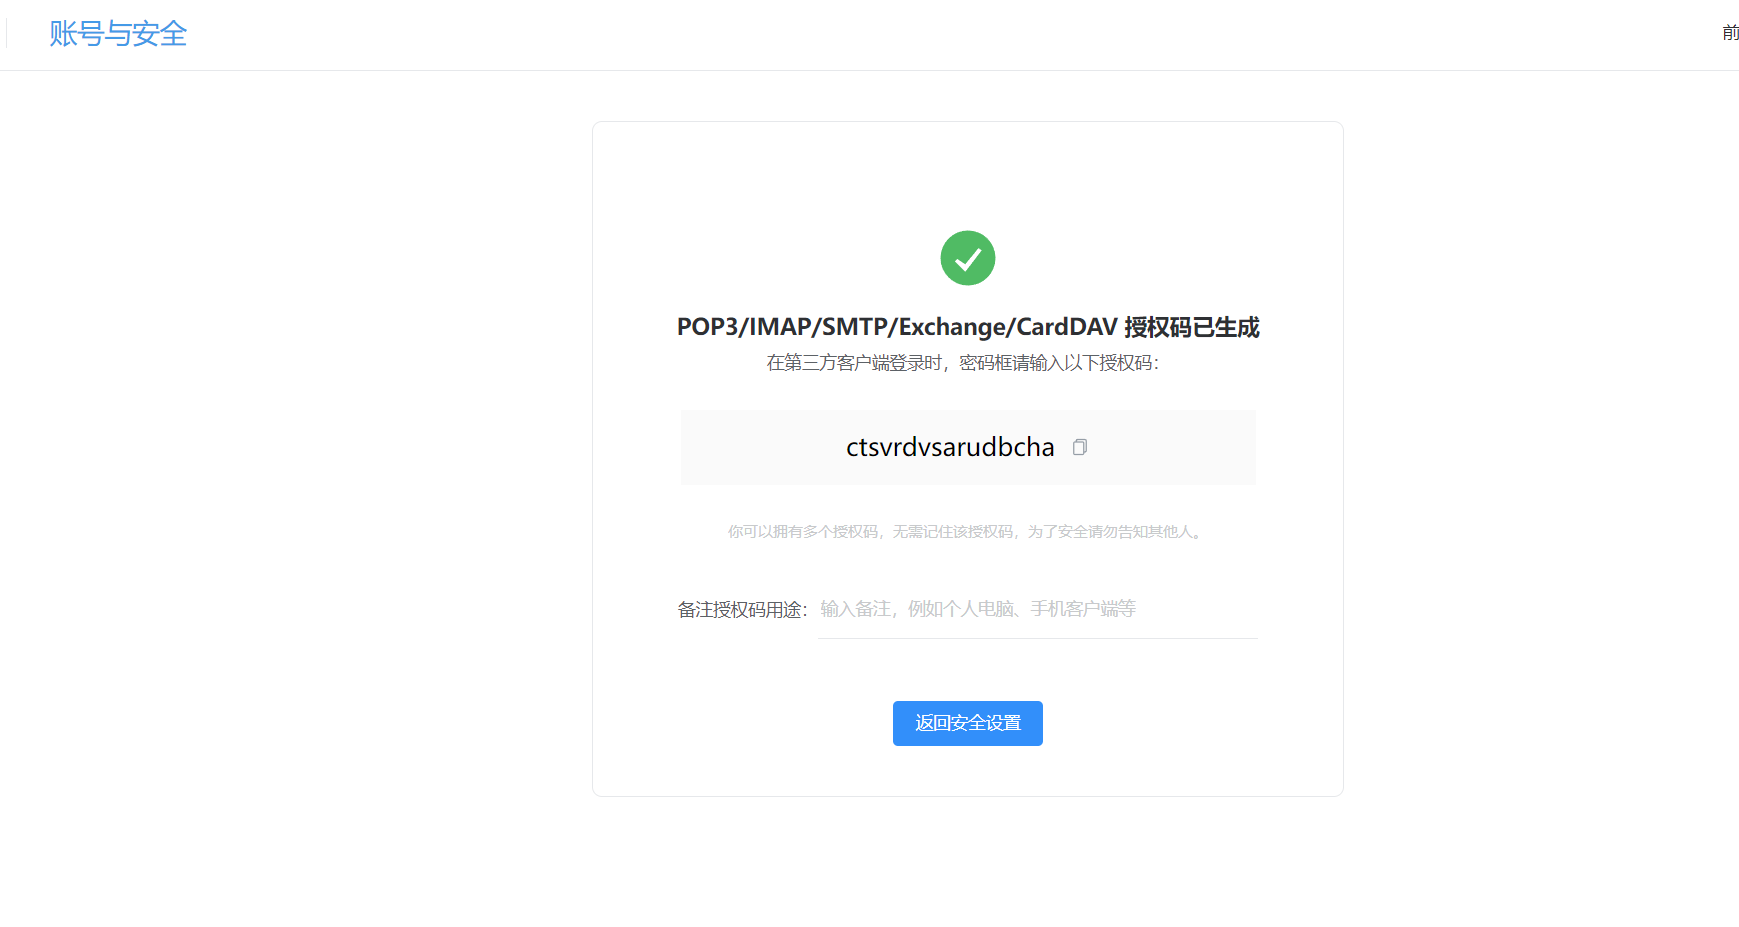 账号与安全
前
POP3/IMAP/SMTP/Exchange/CardDAV 授权码已生成
在第三方客户端登录时，密码框请输入以下授权码：
ctsvrdvsarudbcha
你可以拥有多个授权码，无需记住该授权码，为了安全请勿告知其他人。
备注授权码用途： 输入备注，例如个人电脑、手机客户端等
返回安全设置